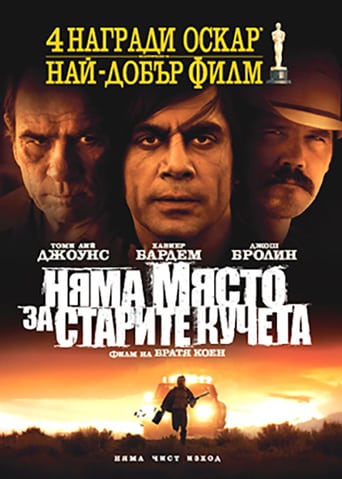 4 НАГРАДИ ОСКАР®
НАЙ-ДОБЪР ФИЛМ
ТОМИ ЛИЙ ДЖОУНС
ХАВИЕР БАРДЕМ
ДЖОШ БРОЛИН
НЯМА МЯСТО
ЗА СТАРИТЕ КУЧЕТА
ФИЛМ НА БРАТЯ КОЕН
НЯМА ЧИСТ ИЗХОД